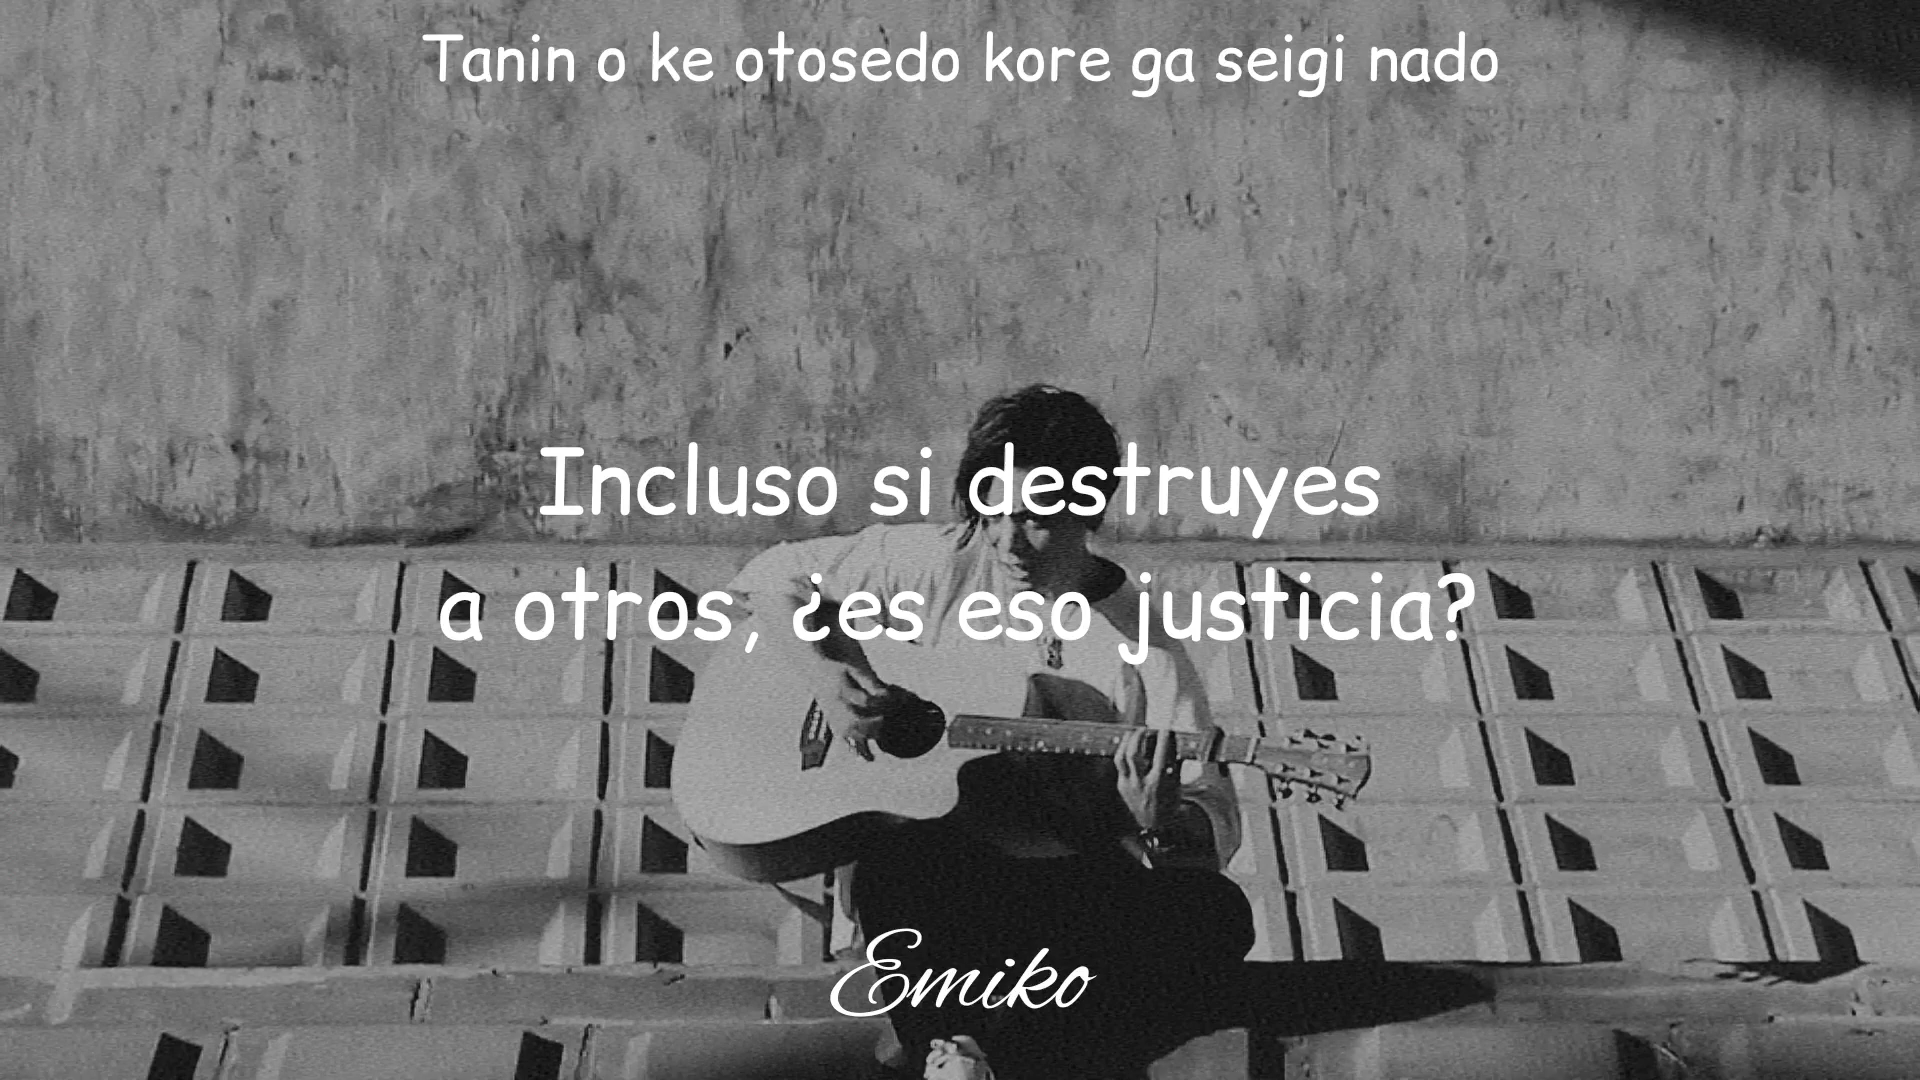 Tanin o ke otosedo kore ga seigi nado
Incluso si destruyes
a otros, ¿es eso justicia?
Emiko